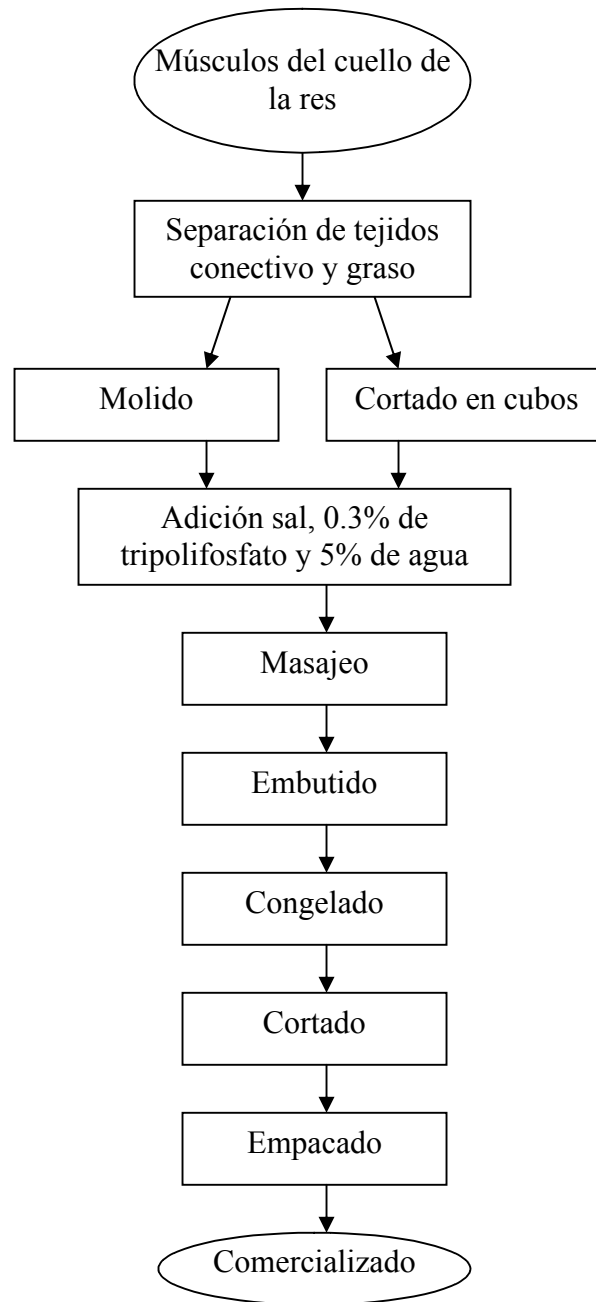 Músculos del cuello de
la res
Separación de tejidos
conectivo y graso
Molido
Cortado en cubos
Adición sal, 0.3% de
tripolifosfato y 5% de agua
Masajeo
Embutido
Congelado
Cortado
Empacado
Comercializado